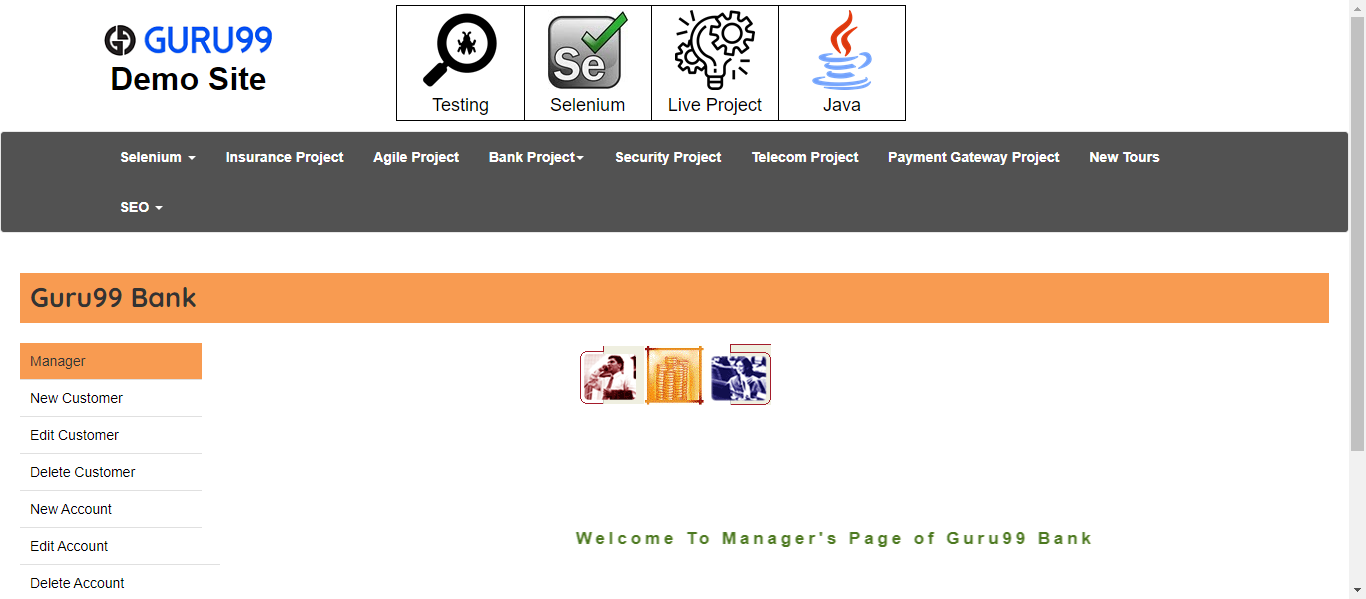 GURU99
Demo Site
Se
Testing Selenium Live Project Java
Selenium Insurance Project Agile Project Bank Project Security Project Telecom Project Payment Gateway Project New Tours
SEO
Guru99 Bank
Manager
New Customer
Edit Customer
Delete Customer
New Account
Edit Account
Delete Account
Welcome To Manager's Page of Guru99 Bank